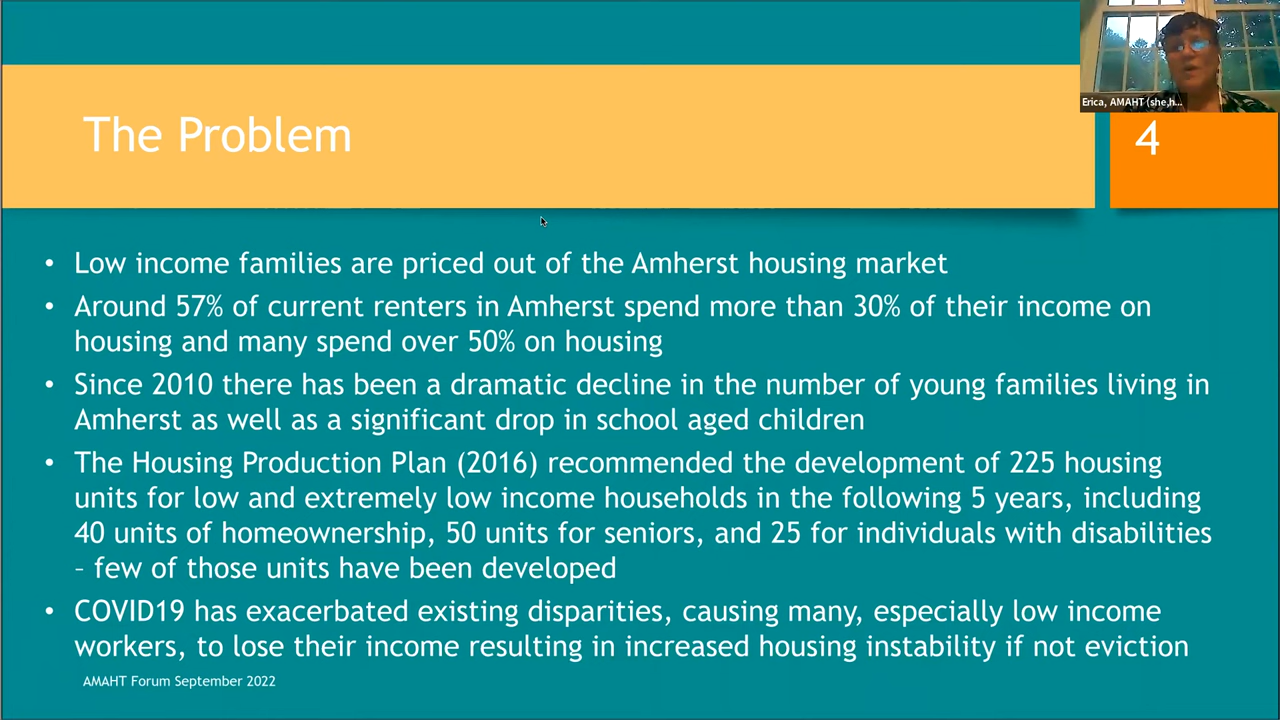 Erica, AMAHT (she,h...
The Problem
4
• Low income families are priced out of the Amherst housing market
• Around 57% of current renters in Amherst spend more than 30% of their income on
housing and many spend over 50% on housing
• Since 2010 there has been a dramatic decline in the number of young families living in
Amherst as well as a significant drop in school aged children
• The Housing Production Plan (2016) recommended the development of 225 housing
units for low and extremely low income households in the following 5 years, including
40 units of homeownership, 50 units for seniors, and 25 for individuals with disabilities
– few of those units have been developed
• COVID19 has exacerbated existing disparities, causing many, especially low income
workers, to lose their income resulting in increased housing instability if not eviction
AMAHT Forum September 2022